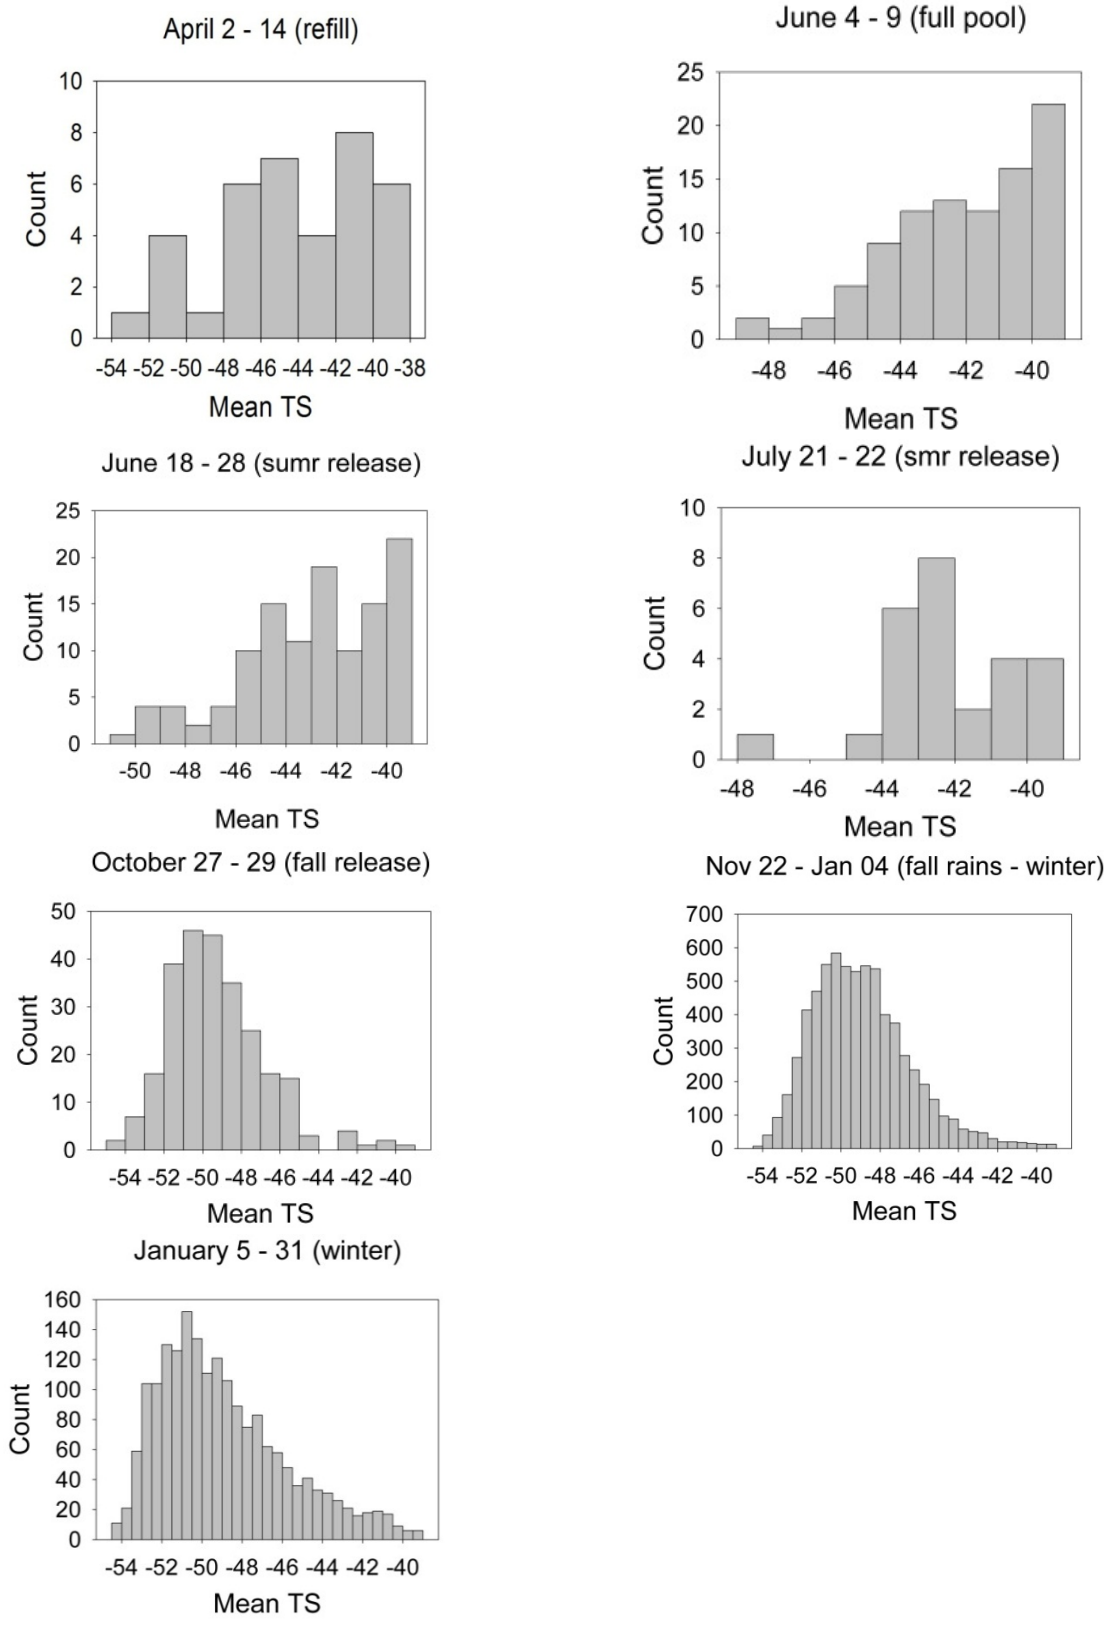 April 2 - 14 (refill)
10
8
6
4
2
0
Count
-54 -52 -50 -48 -46 -44 -42 -40 -38
Mean TS
June 4 - 9 (full pool)
25
20
15
10
5
0
Count
-48 -46 -44 -42 -40
Mean TS
June 18 - 28 (sumr release)
25
20
15
10
5
0
Count
-50 -48 -46 -44 -42 -40
Mean TS
July 21 - 22 (smr release)
10
8
6
4
2
0
Count
-48 -46 -44 -42 -40
Mean TS
October 27 - 29 (fall release)
50
40
30
20
10
0
Count
-54 -52 -50 -48 -46 -44 -42 -40
Mean TS
Nov 22 - Jan 04 (fall rains - winter)
700
600
500
400
300
200
100
0
Count
-54 -52 -50 -48 -46 -44 -42 -40
Mean TS
January 5 - 31 (winter)
160
140
120
100
80
60
40
20
0
Count
-54 -52 -50 -48 -46 -44 -42 -40
Mean TS